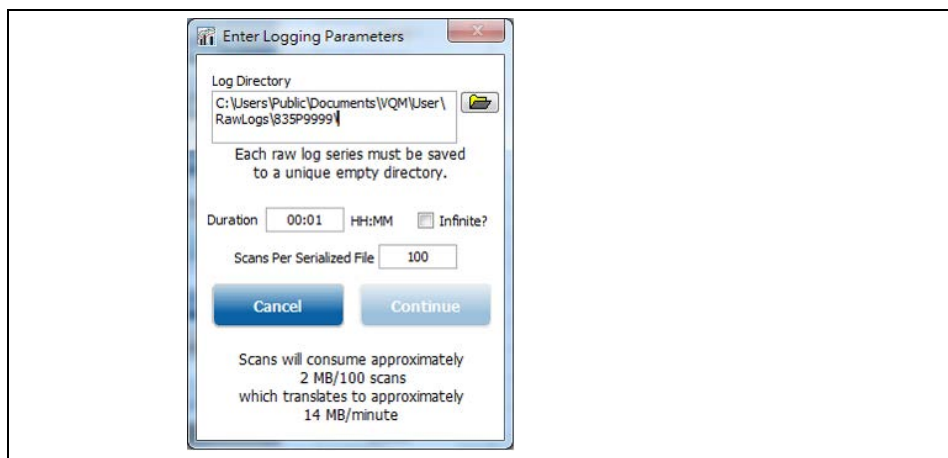 Enter Logging Parameters
Log Directory
C:\Users\Public\Documents\VQM\User\
RawLogs\835P9999\
Each raw log series must be saved
to a unique empty directory.
Duration 00:01 HH:MM Infinite?
Scans Per Serialized File 100
Cancel Continue
Scans will consume approximately
2 MB/100 scans
which translates to approximately
14 MB/minute